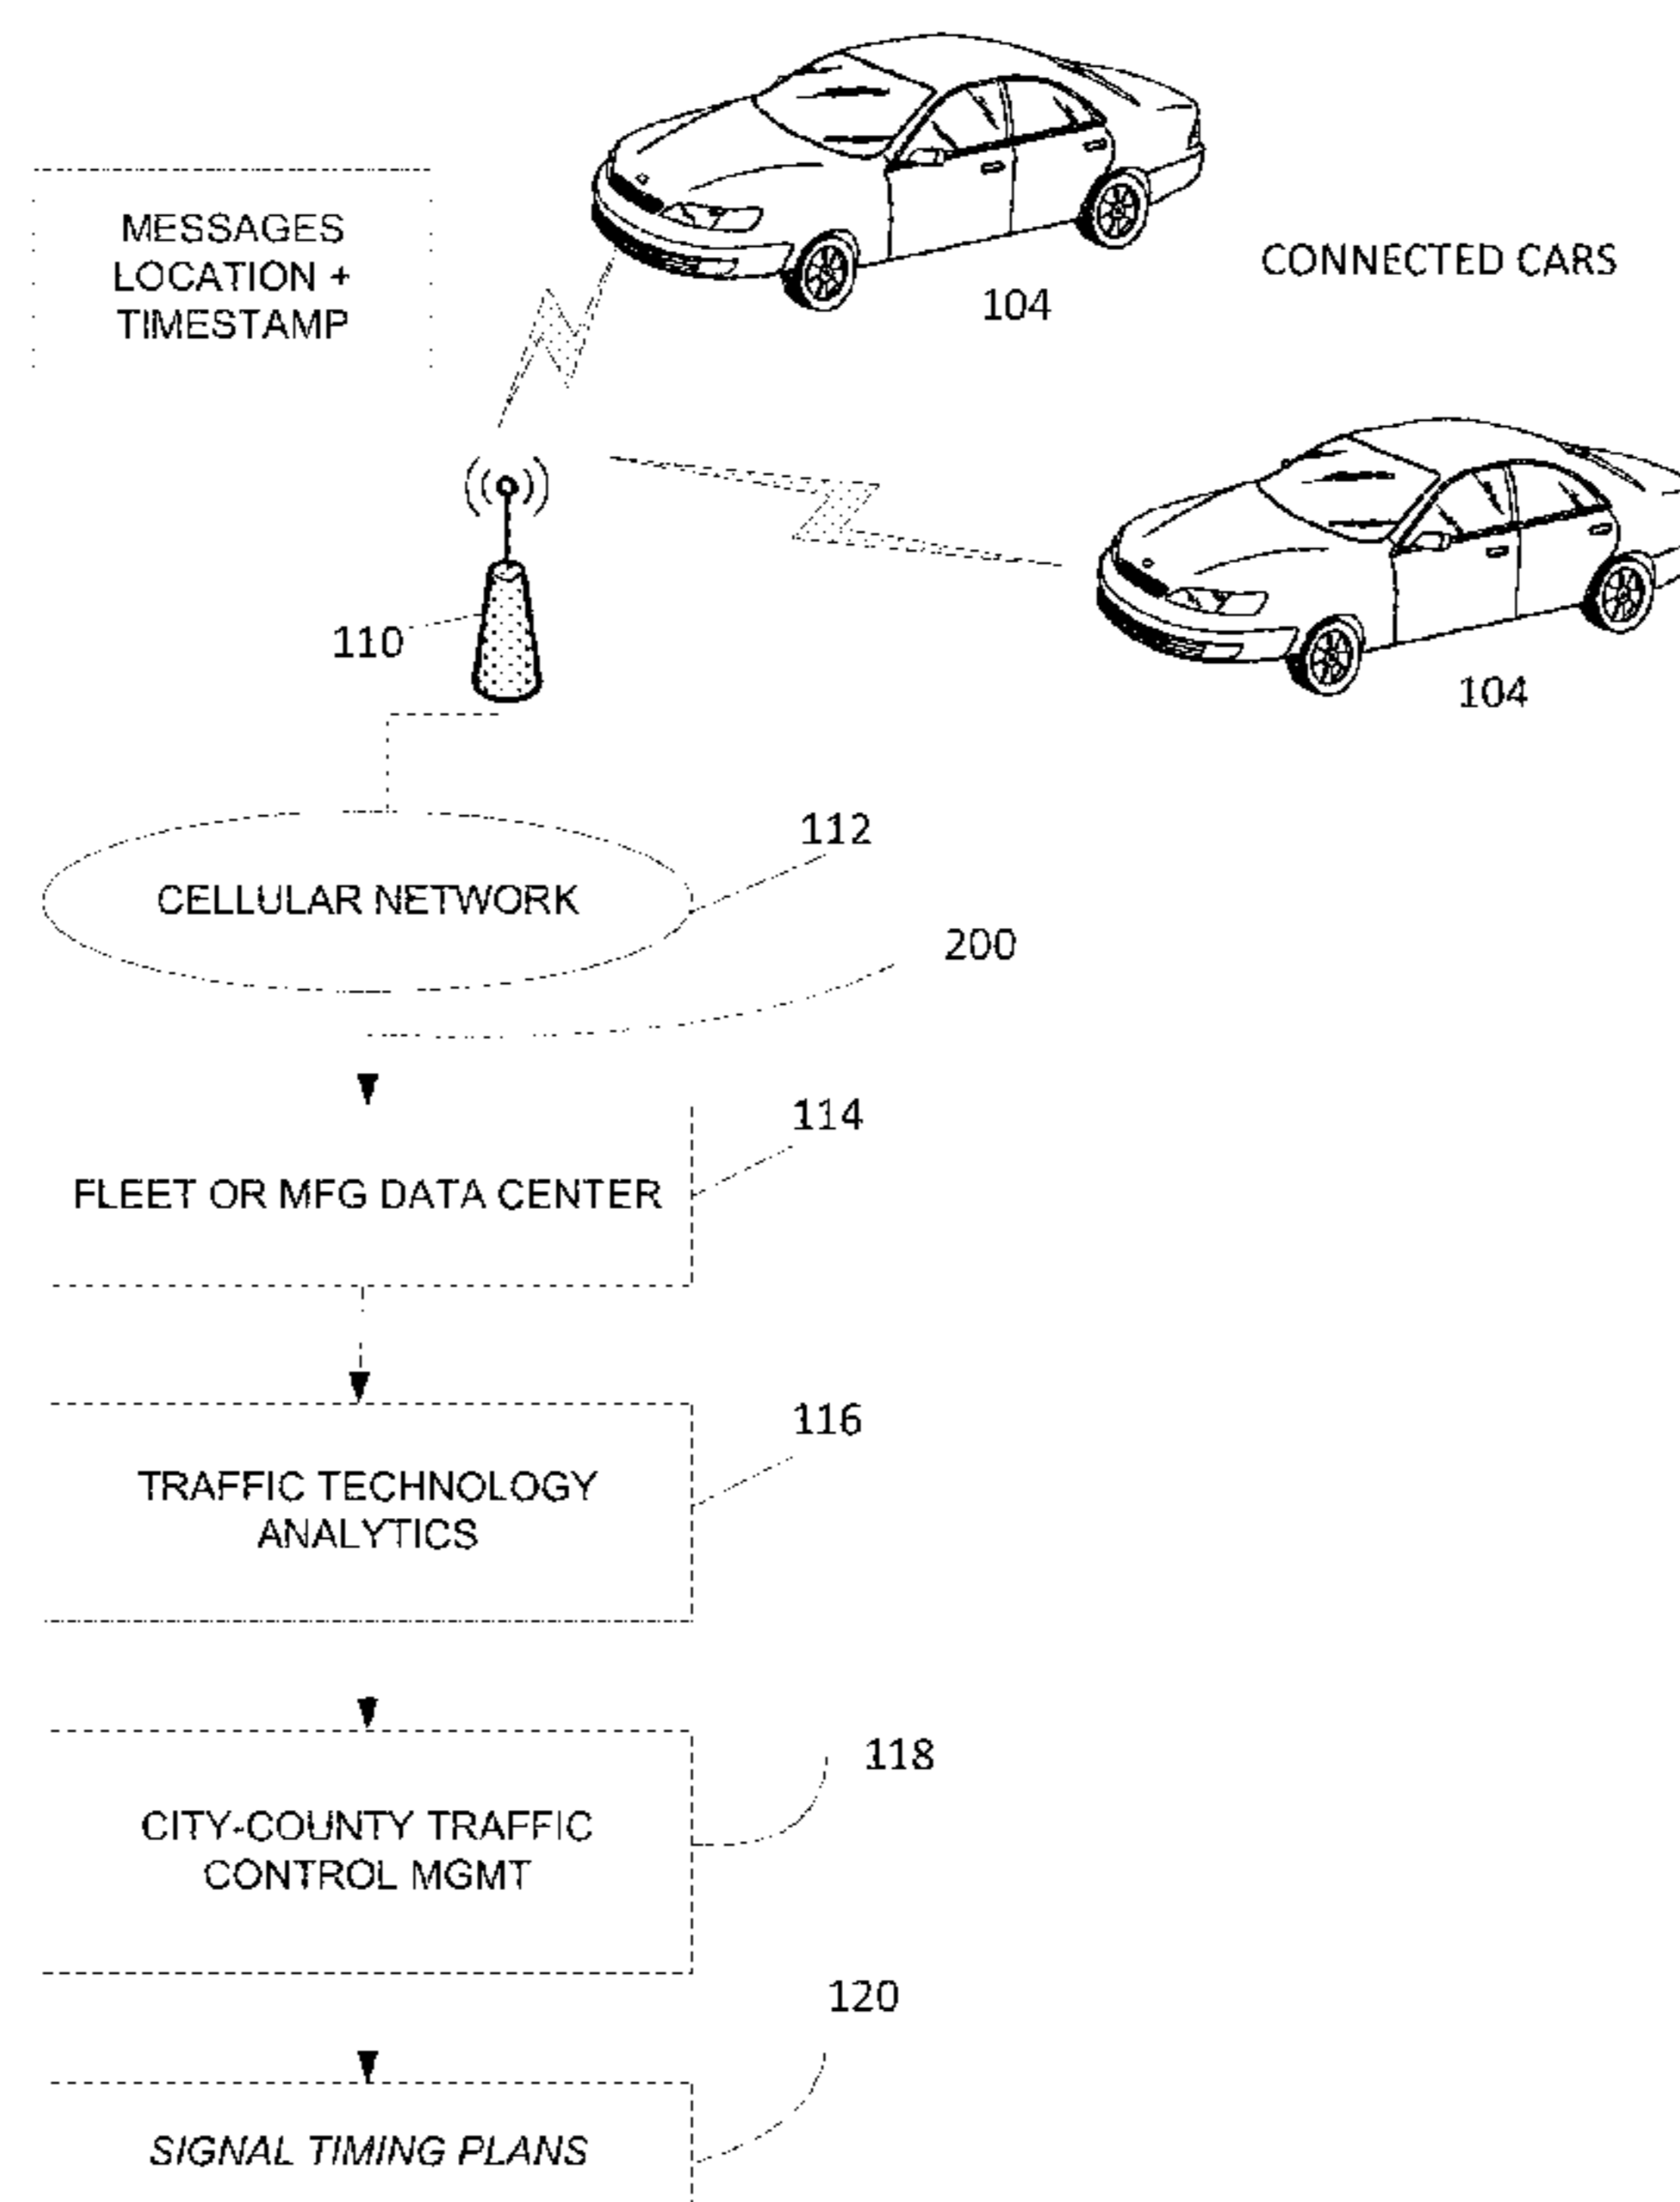 MESSAGES
LOCATION +
TIMESTAMP
CONNECTED CARS
104
104
110
112
CELLULAR NETWORK
200
114
FLEET OR MFG DATA CENTER
116
TRAFFIC TECHNOLOGY
ANALYTICS
118
CITY-COUNTY TRAFFIC
CONTROL MGMT
120
SIGNAL TIMING PLANS